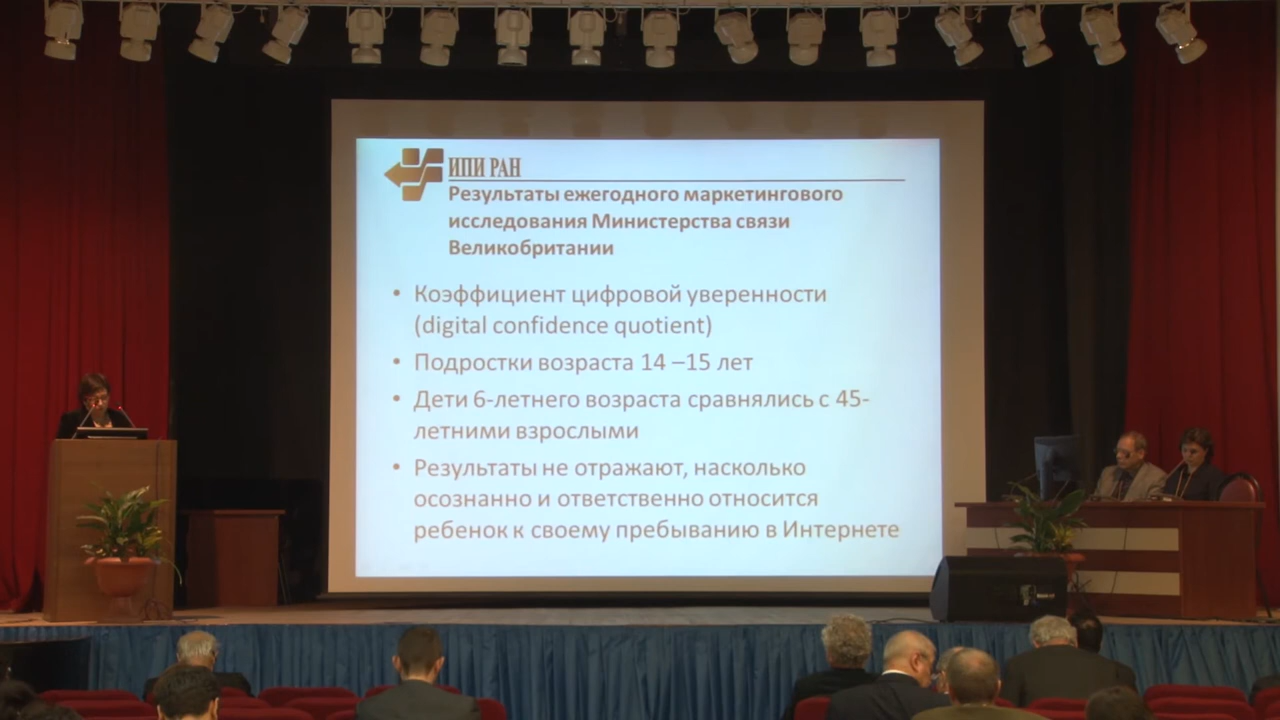 ИПИ РАН
Результаты ежегодного маркетингового
исследования Министерства связи
Великобритании
• Коэффициент цифровой уверенности
(digital confidence quotient)
• Подростки возраста 14 –15 лет
• Дети 6-летнего возраста сравнялись с 45-
летними взрослыми
• Результаты не отражают, насколько
осознанно и ответственно относится
ребенок к своему пребыванию в Интернете